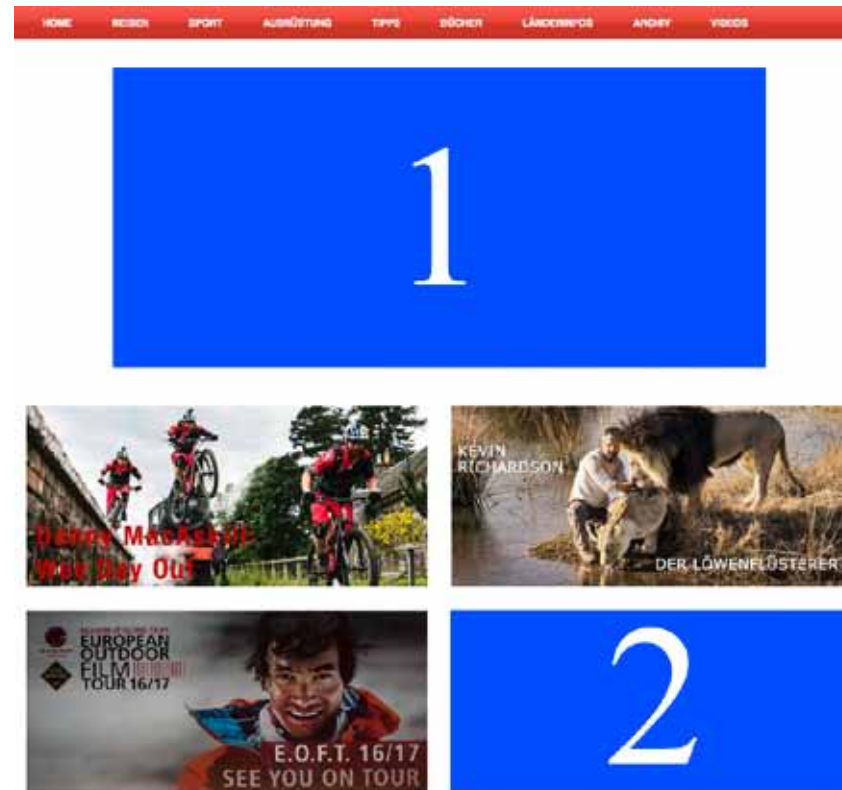 HOME REISEN SPORT AUSRÜSTUNG TIPPS BÜCHER LÄNDERINFOS ARCHIV VIDEOS
1
Danny MacAskill:
Wee Day Out
KEVIN
RICHARDSON
DER LÖWENFLÜSTERER
EUROPEAN
OUTDOOR
FILM
TOUR 16/17
E.O.F.T. 16/17
SEE YOU ON TOUR
2